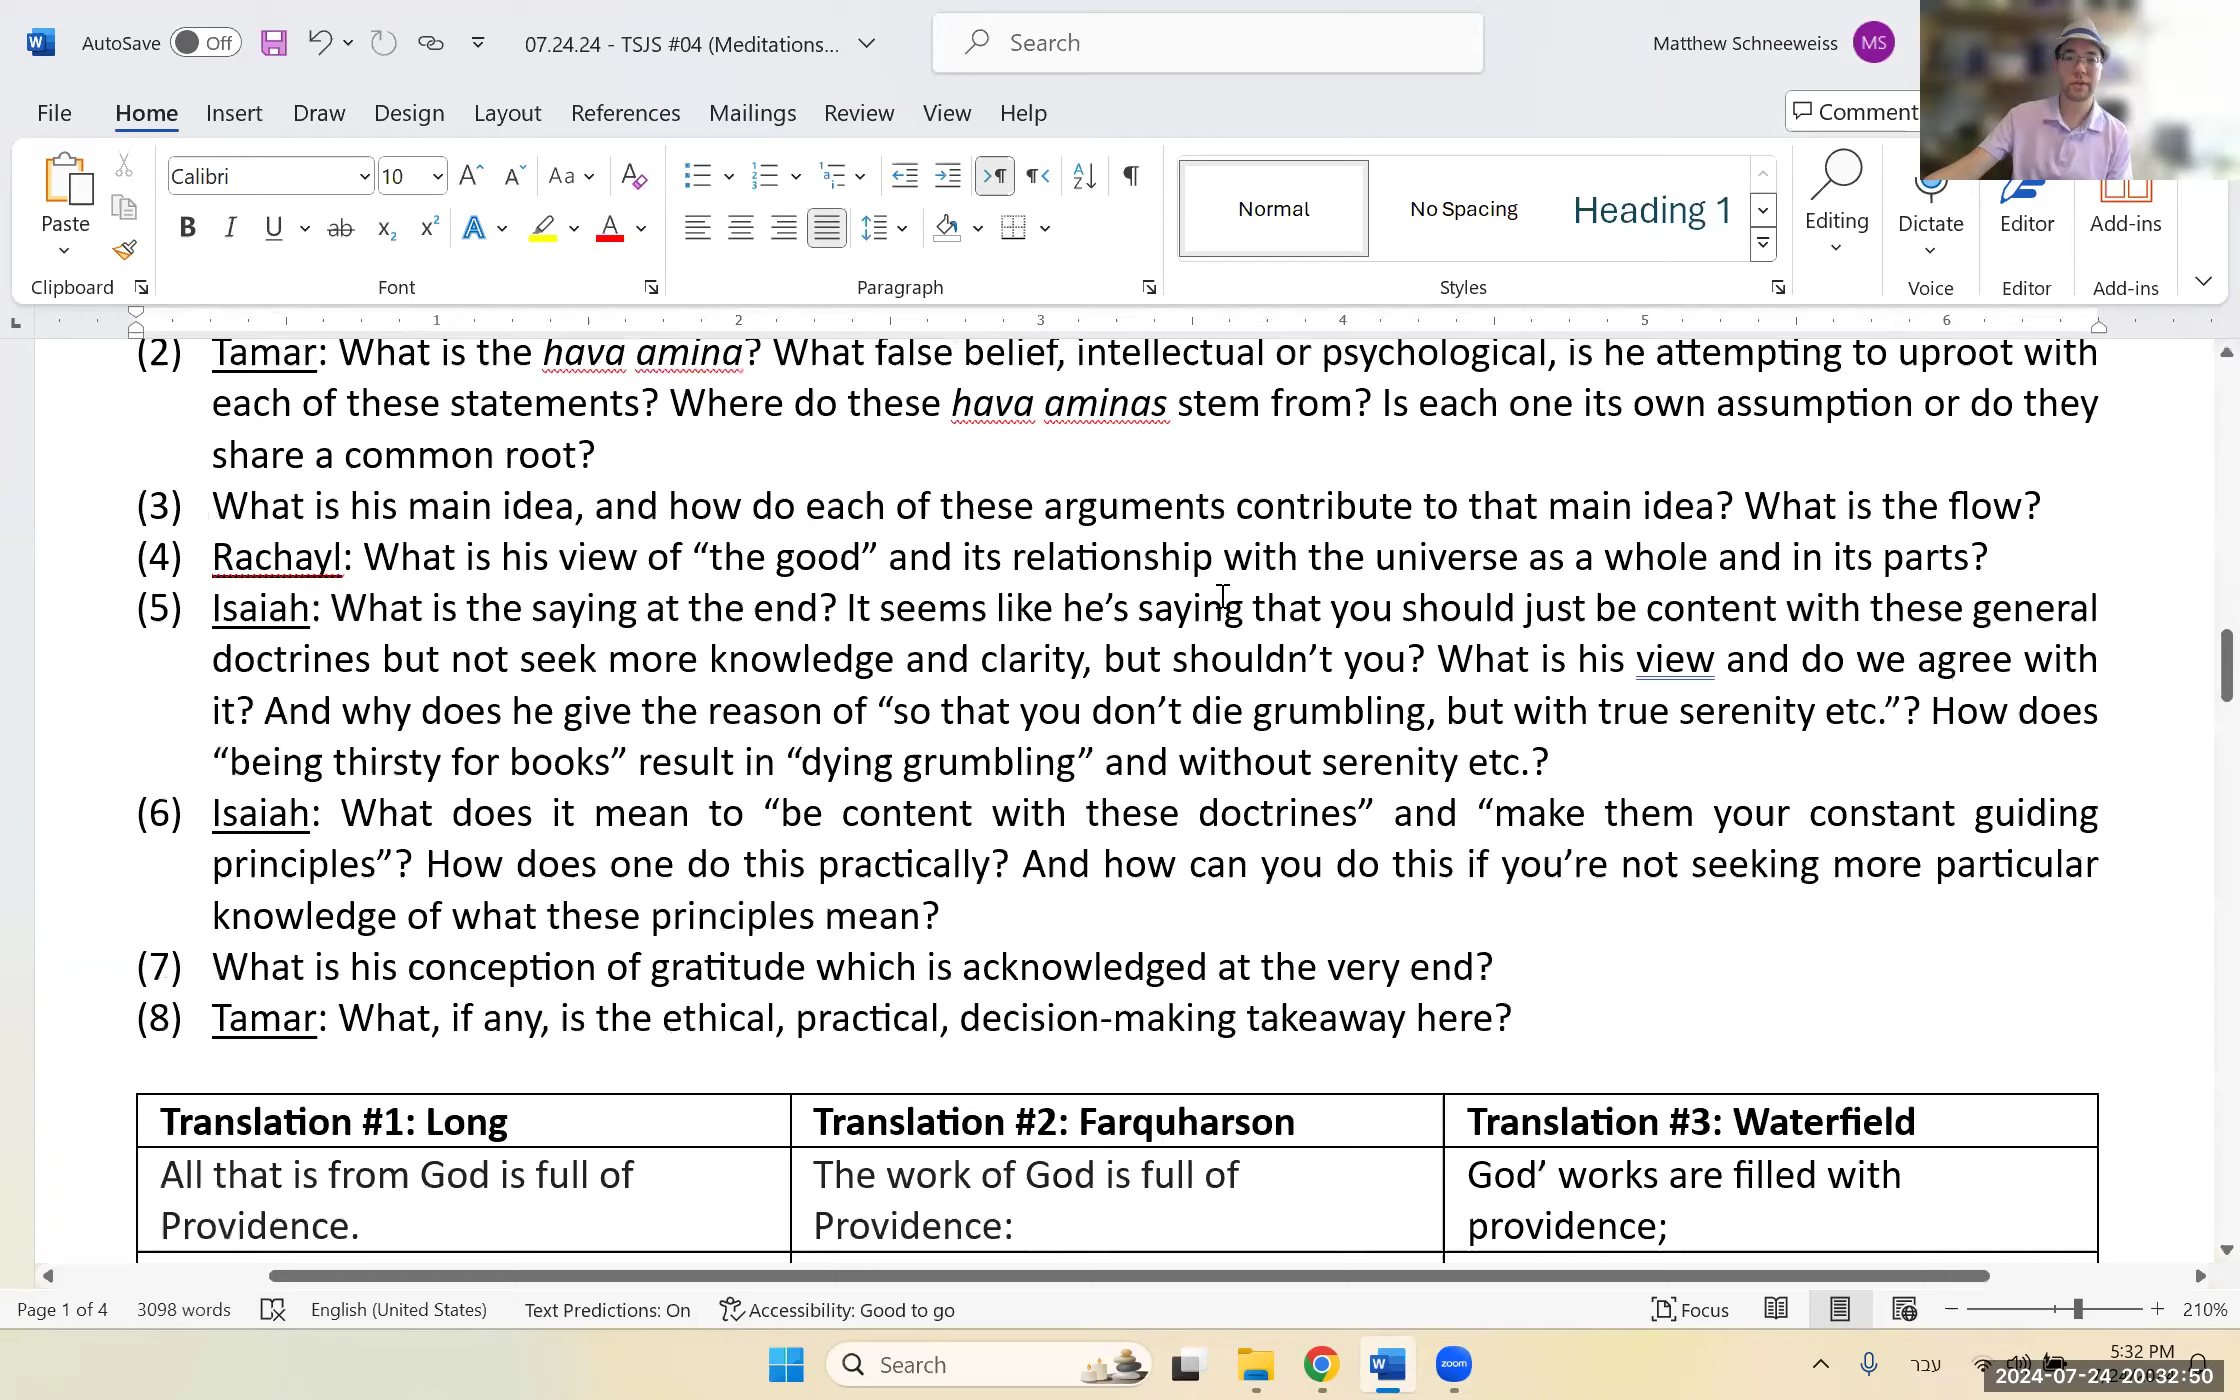 W AutoSave Off 07.24.24 - TSJS #04 (Meditations... Search Matthew Schneeweiss MS
File Home Insert Draw Design Layout References Mailings Review View Help Comment
Paste Calibri 10 Aa Normal No Spacing Heading 1 Editing Dictate Editor Add-ins
Clipboard Font Paragraph Styles Voice Editor Add-ins
1 2 3 4 5 6
(2) Tamar: What is the hava amina? What false belief, intellectual or psychological, is he attempting to uproot with
each of these statements? Where do these hava aminas stem from? Is each one its own assumption or do they
share a common root?
(3) What is his main idea, and how do each of these arguments contribute to that main idea? What is the flow?
(4) Rachayl: What is his view of “the good” and its relationship with the universe as a whole and in its parts?
(5) Isaiah: What is the saying at the end? It seems like he’s saying that you should just be content with these general
doctrines but not seek more knowledge and clarity, but shouldn’t you? What is his view and do we agree with
it? And why does he give the reason of “so that you don’t die grumbling, but with true serenity etc.”? How does
“being thirsty for books” result in “dying grumbling” and without serenity etc.?
(6) Isaiah: What does it mean to “be content with these doctrines” and “make them your constant guiding
principles”? How does one do this practically? And how can you do this if you’re not seeking more particular
knowledge of what these principles mean?
(7) What is his conception of gratitude which is acknowledged at the very end?
(8) Tamar: What, if any, is the ethical, practical, decision-making takeaway here?
Translation #1: Long Translation #2: Farquharson Translation #3: Waterfield
All that is from God is full of The work of God is full of God’ works are filled with
Providence. Providence: providence;
Page 1 of 4 3098 words English (United States) Text Predictions: On Accessibility: Good to go Focus 210%
Search W zoom עבר 5:32 PM
2024-07-24 20:32:50